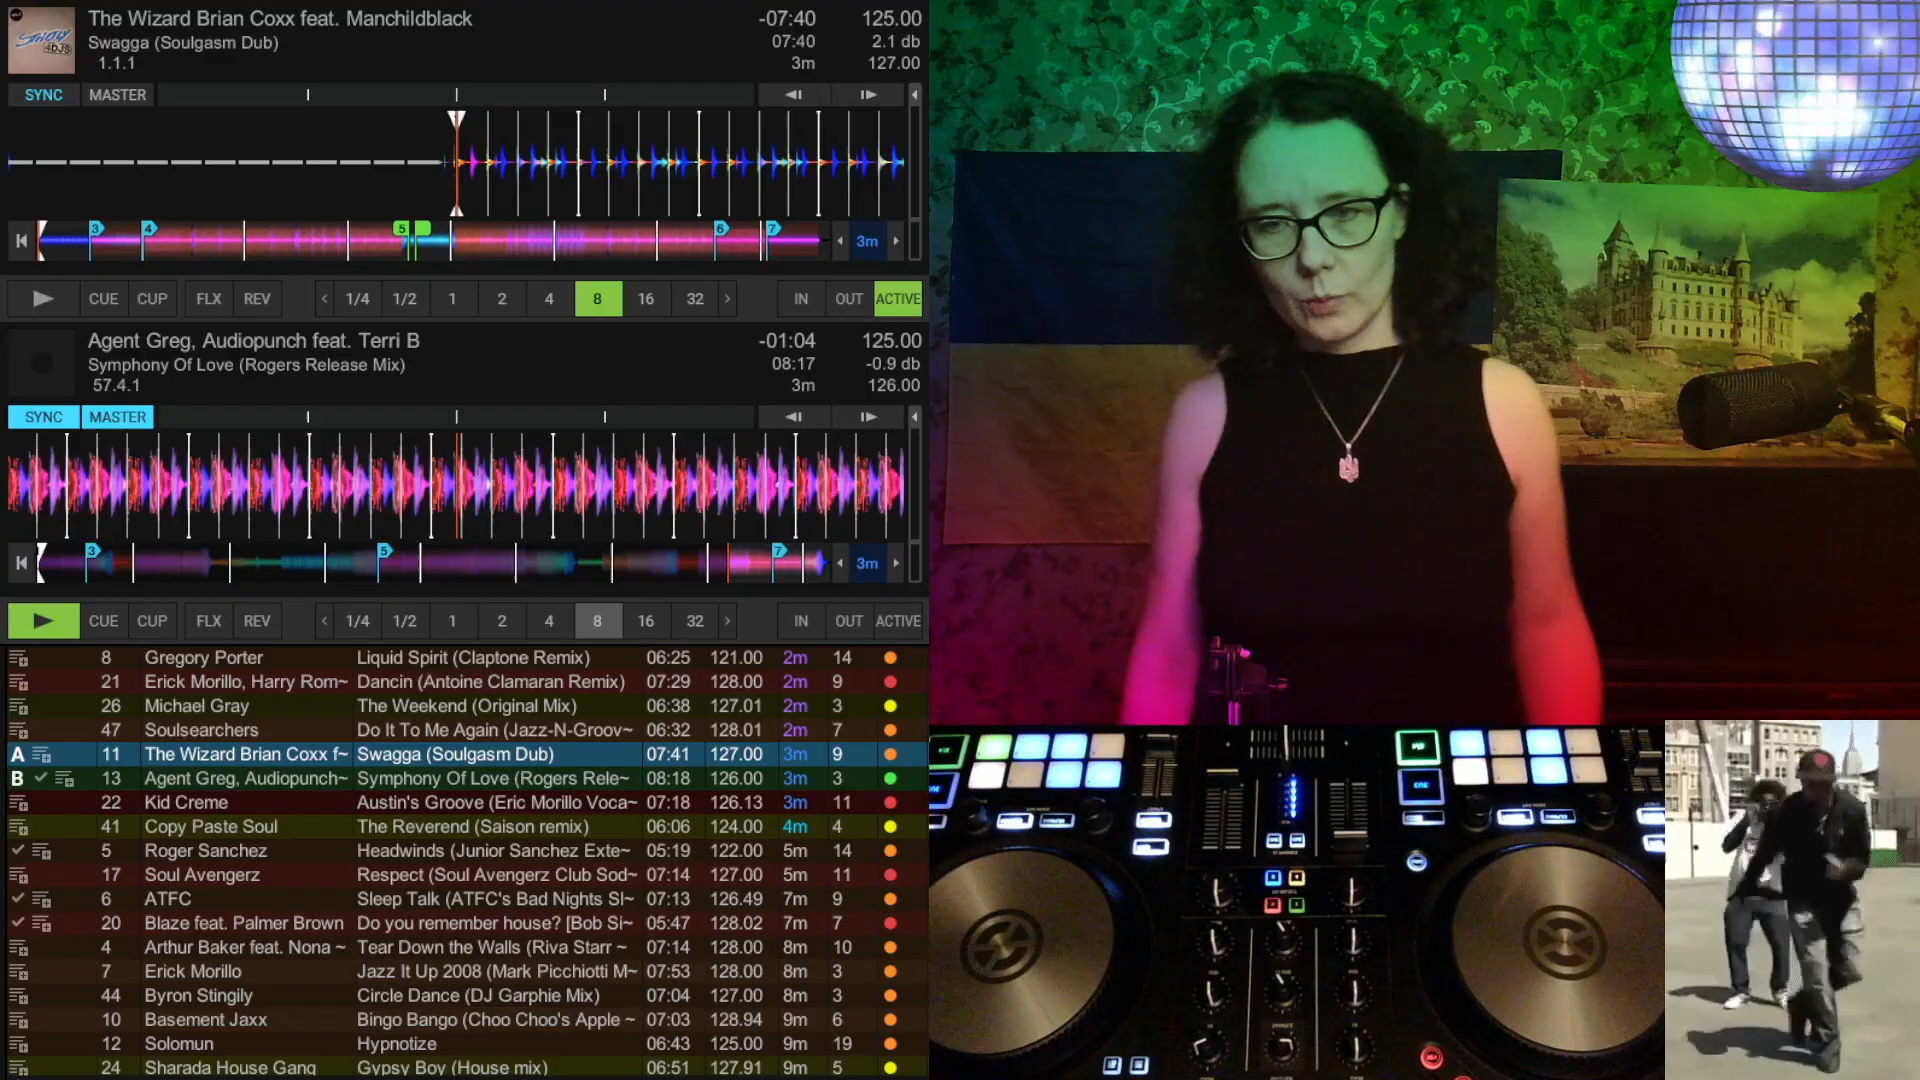 The Wizard Brian Coxx feat. Manchildblack -07:40 125.00
Swagga (Soulgasm Dub) 07:40 2.1 db
1.1.1 3m 127.00
Strictly 4DJS
SYNC MASTER
3 4 5 6 7 3m
CUE CUP FLX REV 1/4 1/2 1 2 4 8 16 32 IN OUT ACTIVE
Agent Greg, Audiopunch feat. Terri B -01:04 125.00
Symphony Of Love (Rogers Release Mix) 08:17 -0.9 db
57.4.1 3m 126.00
SYNC MASTER
3 5 7 3m
CUE CUP FLX REV 1/4 1/2 1 2 4 8 16 32 IN OUT ACTIVE
8 Gregory Porter Liquid Spirit (Claptone Remix) 06:25 121.00 2m 14
21 Erick Morillo, Harry Rom~ Dancin (Antoine Clamaran Remix) 07:29 128.00 2m 9
26 Michael Gray The Weekend (Original Mix) 06:38 127.01 2m 3
47 Soulsearchers Do It To Me Again (Jazz-N-Groov~ 06:32 128.01 2m 7
A 11 The Wizard Brian Coxx f~ Swagga (Soulgasm Dub) 07:41 127.00 3m 9
B 13 Agent Greg, Audiopunch~ Symphony Of Love (Rogers Rele~ 08:18 126.00 3m 3
22 Kid Creme Austin's Groove (Eric Morillo Voca~ 07:18 126.13 3m 11
41 Copy Paste Soul The Reverend (Saison remix) 06:06 124.00 4m 4
5 Roger Sanchez Headwinds (Junior Sanchez Exte~ 05:19 122.00 5m 14
17 Soul Avengerz Respect (Soul Avengerz Club Sod~ 07:14 127.00 5m 11
6 ATFC Sleep Talk (ATFC's Bad Nights Sl~ 07:13 126.49 7m 9
20 Blaze feat. Palmer Brown Do you remember house? [Bob Si~ 05:47 128.02 7m 7
4 Arthur Baker feat. Nona ~ Tear Down the Walls (Riva Starr ~ 07:14 128.00 8m 10
7 Erick Morillo Jazz It Up 2008 (Mark Picchiotti M~ 07:53 128.00 8m 3
44 Byron Stingily Circle Dance (DJ Garphie Mix) 07:04 127.00 8m 3
10 Basement Jaxx Bingo Bango (Choo Choo's Apple ~ 07:03 128.94 9m 6
12 Solomun Hypnotize 06:43 125.00 9m 19
24 Sharada House Gang Gypsy Boy (House mix) 06:51 127.91 9m 5
CUE